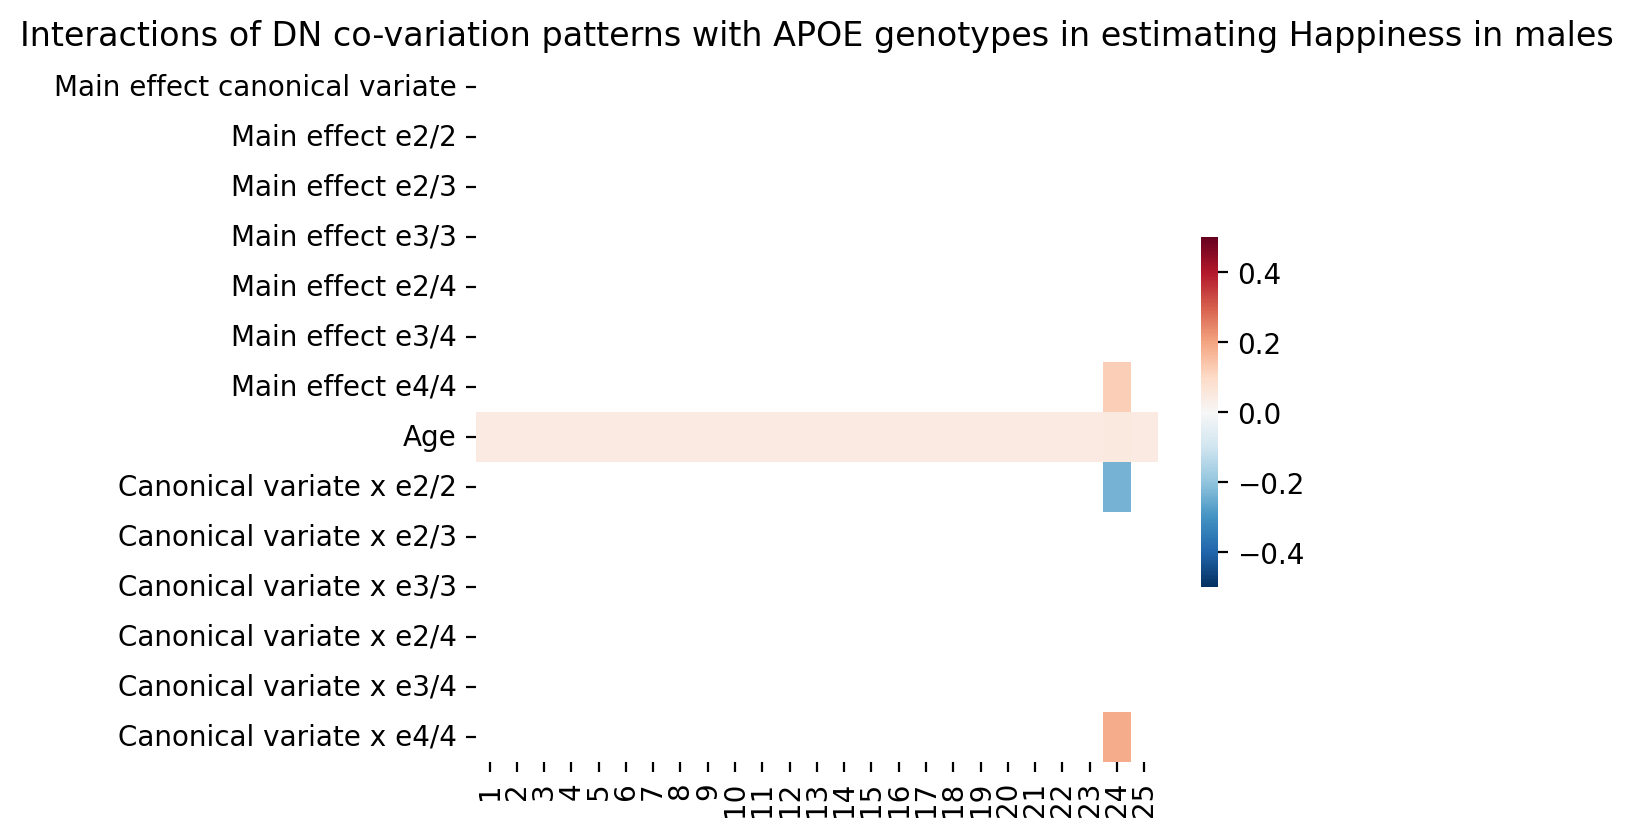 Interactions of DN co-variation patterns with APOE genotypes in estimating Happiness in males
Main effect canonical variate
Main effect e2/2
Main effect e2/3
Main effect e3/3
Main effect e2/4
Main effect e3/4
Main effect e4/4
Age
Canonical variate x e2/2
Canonical variate x e2/3
Canonical variate x e3/3
Canonical variate x e2/4
Canonical variate x e3/4
Canonical variate x e4/4
1 2 3 4 5 6 7 8 9 10 11 12 13 14 15 16 17 18 19 20 21 22 23 24 25
0.4
0.2
0.0
−0.2
−0.4